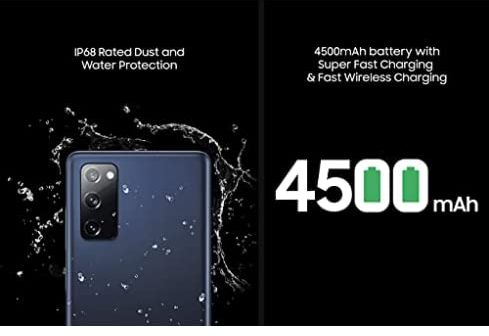 IP68 Rated Dust and
Water Protection
4500mAh battery with
Super Fast Charging
& Fast Wireless Charging
4500 mAh